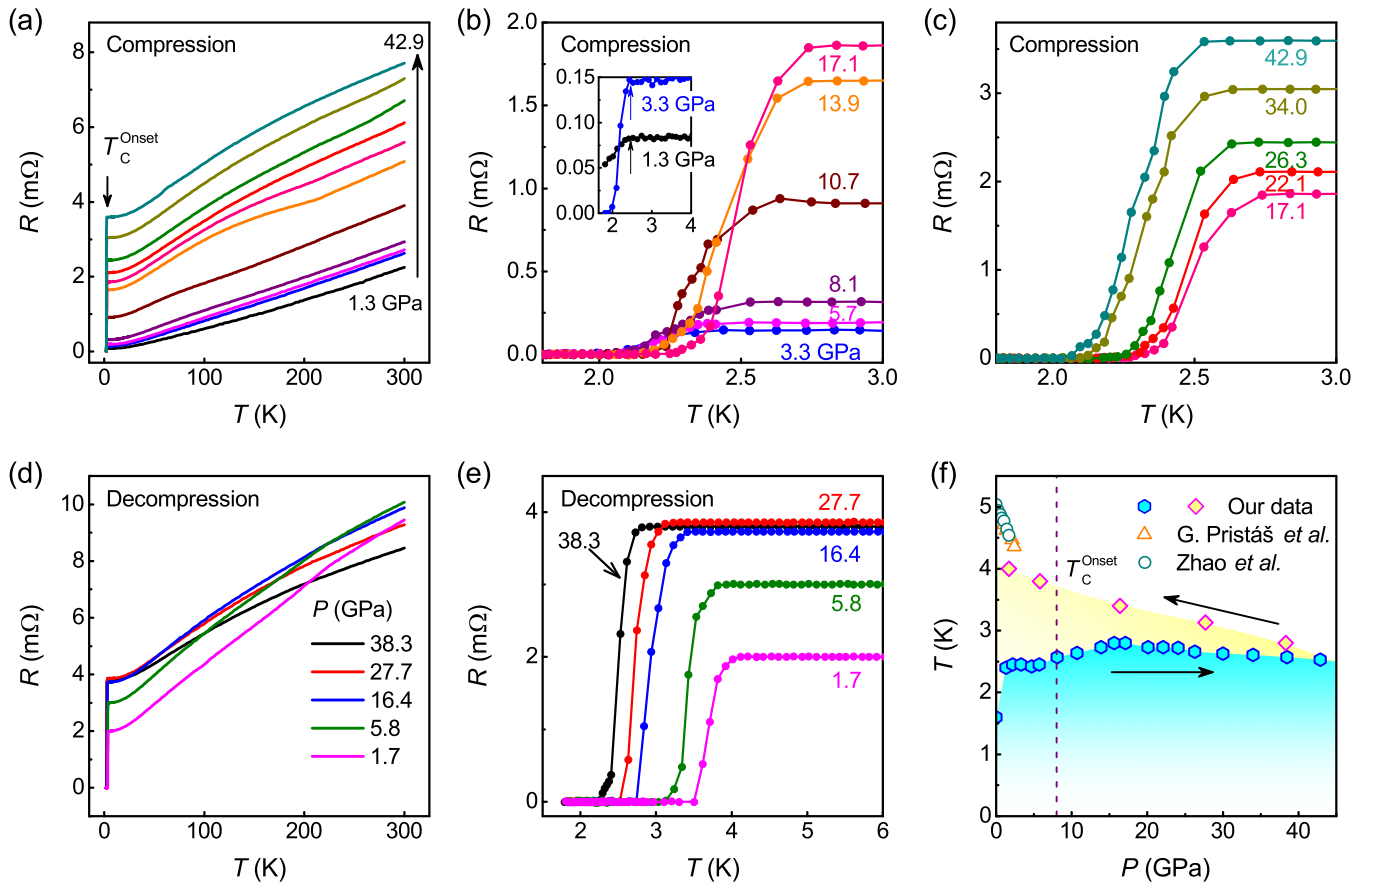 (a)
Compression
42.9
T_C^Onset
1.3 GPa
8
6
4
2
0
R (mΩ)
0
100
200
300
T (K)
(b)
Compression
17.1
13.9
10.7
8.1
5.7
3.3 GPa
0.15
0.10
0.05
0.00
3.3 GPa
1.3 GPa
2
3
4
2.0
1.5
1.0
0.5
0.0
R (mΩ)
2.0
2.5
3.0
T (K)
(c)
Compression
42.9
34.0
26.3
22.1
17.1
3
2
1
0
R (mΩ)
2.0
2.5
3.0
T (K)
(d)
Decompression
P (GPa)
38.3
27.7
16.4
5.8
1.7
10
8
6
4
2
0
R (mΩ)
0
100
200
300
T (K)
(e)
Decompression
27.7
38.3
16.4
5.8
1.7
4
2
0
R (mΩ)
2
3
4
5
6
T (K)
(f)
Our data
G. Pristáš et al.
Zhao et al.
T_C^Onset
5
4
3
2
1
0
T (K)
0
10
20
30
40
P (GPa)